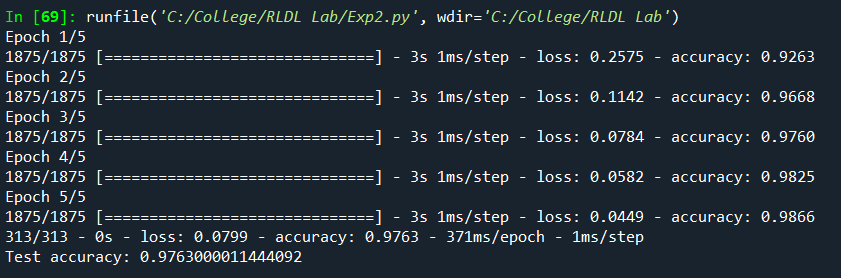 In [69]: runfile('C:/College/RLDL Lab/Exp2.py', wdir='C:/College/RLDL Lab')
Epoch 1/5
1875/1875 [==============================] - 3s 1ms/step - loss: 0.2575 - accuracy: 0.9263
Epoch 2/5
1875/1875 [==============================] - 3s 1ms/step - loss: 0.1142 - accuracy: 0.9668
Epoch 3/5
1875/1875 [==============================] - 3s 1ms/step - loss: 0.0784 - accuracy: 0.9760
Epoch 4/5
1875/1875 [==============================] - 3s 1ms/step - loss: 0.0582 - accuracy: 0.9825
Epoch 5/5
1875/1875 [==============================] - 3s 1ms/step - loss: 0.0449 - accuracy: 0.9866
313/313 - 0s - loss: 0.0799 - accuracy: 0.9763 - 371ms/epoch - 1ms/step
Test accuracy: 0.9763000011444092